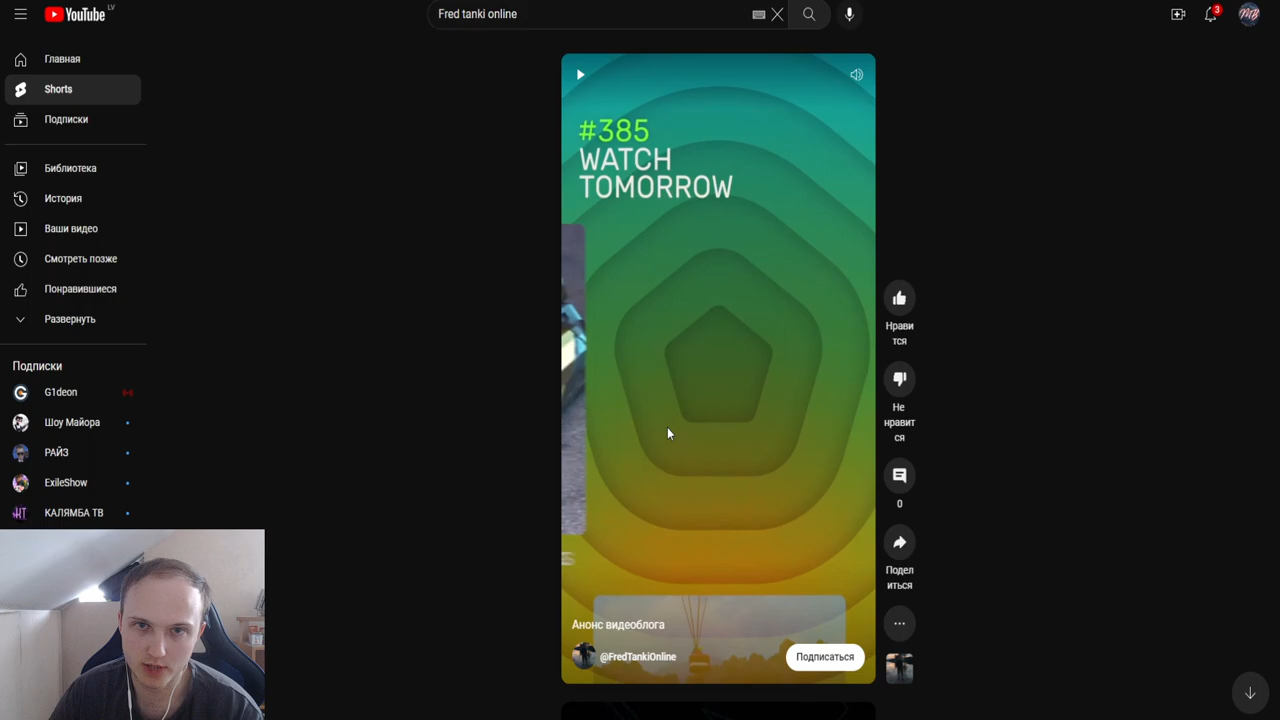 YouTube LV
Fred tanki online
3
MB
Главная
Shorts
Подписки
Библиотека
История
Ваши видео
Смотреть позже
Понравившиеся
Развернуть
Подписки
G1deon
Шоу Майора
РАЙЗ
ExileShow
КАЛЯМБА ТВ
#385
WATCH
TOMORROW
Анонс видеоблога
@FredTankiOnline
Подписаться
Нрави
тся
Не
нравит
ся
0
Подел
иться